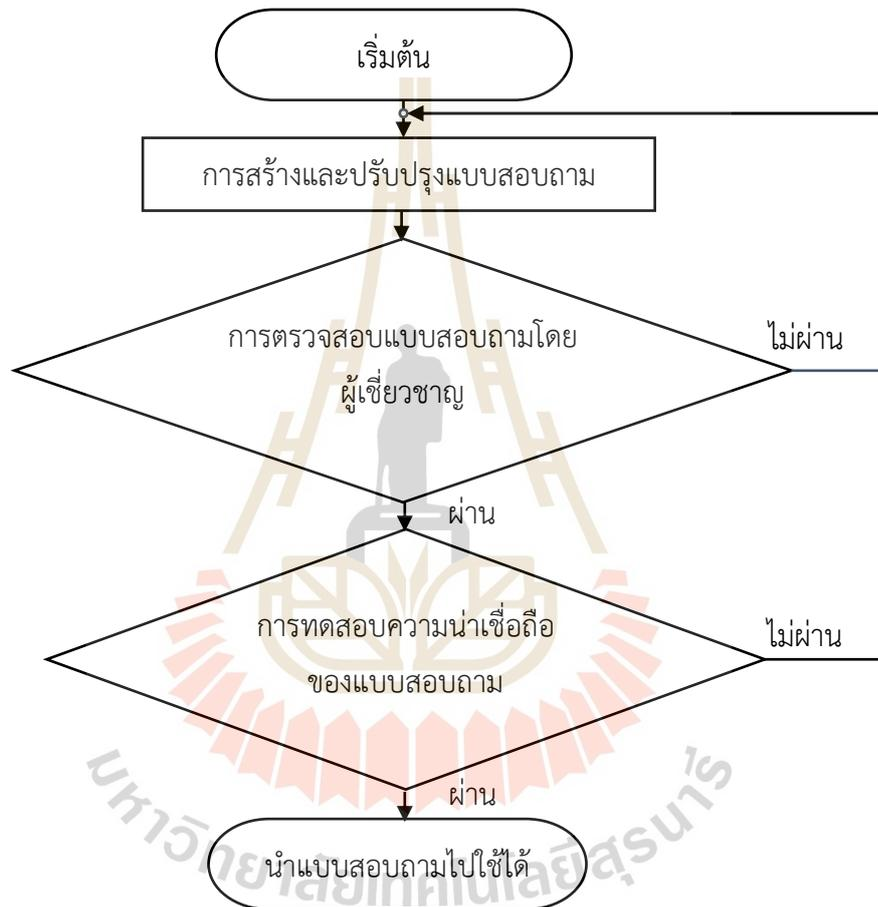 เริ่มต้น
การสร้างและปรับปรุงแบบสอบถาม
การตรวจสอบแบบสอบถามโดย
ผู้เชี่ยวชาญ
ไม่ผ่าน
ผ่าน
การทดสอบความน่าเชื่อถือ
ของแบบสอบถาม
ไม่ผ่าน
ผ่าน
นำแบบสอบถามไปใช้ได้
มหาวิทยาลัยเทคโนโลยีสุรนารี